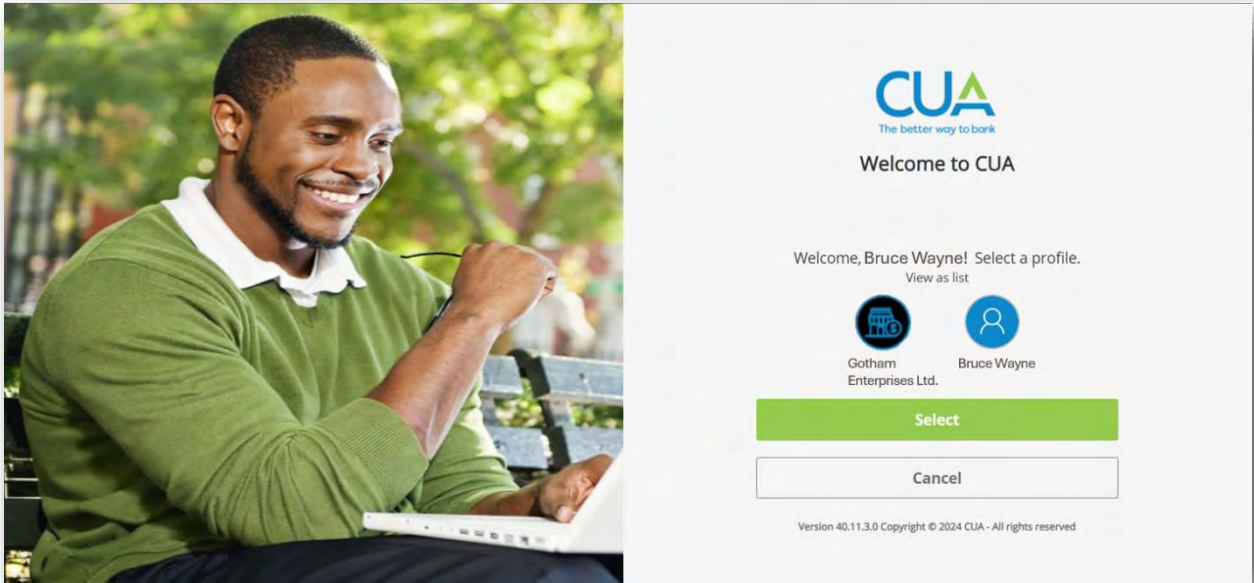 CUA
The better way to bank
Welcome to CUA
Welcome, Bruce Wayne! Select a profile.
View as list
Gotham
Enterprises Ltd.
Bruce Wayne
Select
Cancel
Version 40.11.3.0 Copyright © 2024 CUA - All rights reserved